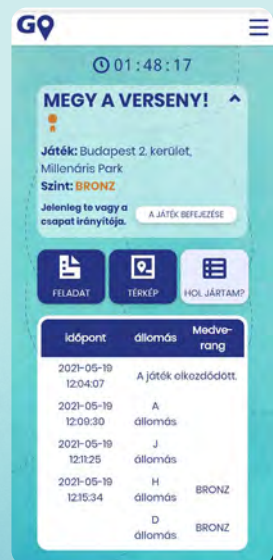 GO
01:48:17
MEGY A VERSENY!
Játék: Budapest 2. kerület,
Millenáris Park
Szint: BRONZ
Jelenleg te vagy a
csapat irányítója.
A JÁTÉK BEFEJEZÉSE
FELADAT
TÉRKÉP
HOL JÁRTAM?
időpont állomás Medve-
rang
2021-05-19
12:04:07
A játék elkezdődött.
2021-05-19
12:09:30
A
állomás
2021-05-19
12:11:25
J
állomás
2021-05-19
12:15:34
H
állomás
BRONZ
D
állomás
BRONZ